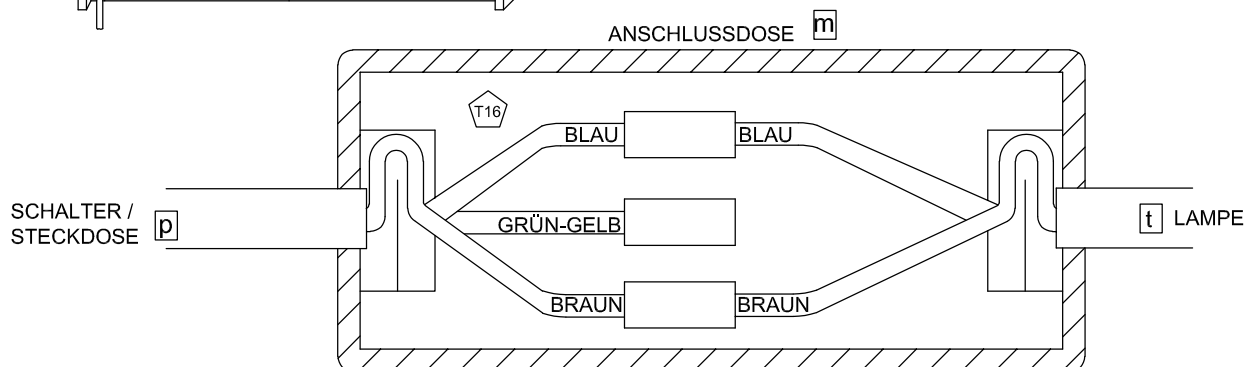 ANSCHLUSSDOSE m
T16
BLAU BLAU
SCHALTER /
STECKDOSE p
GRÜN-GELB
t LAMPE
BRAUN BRAUN